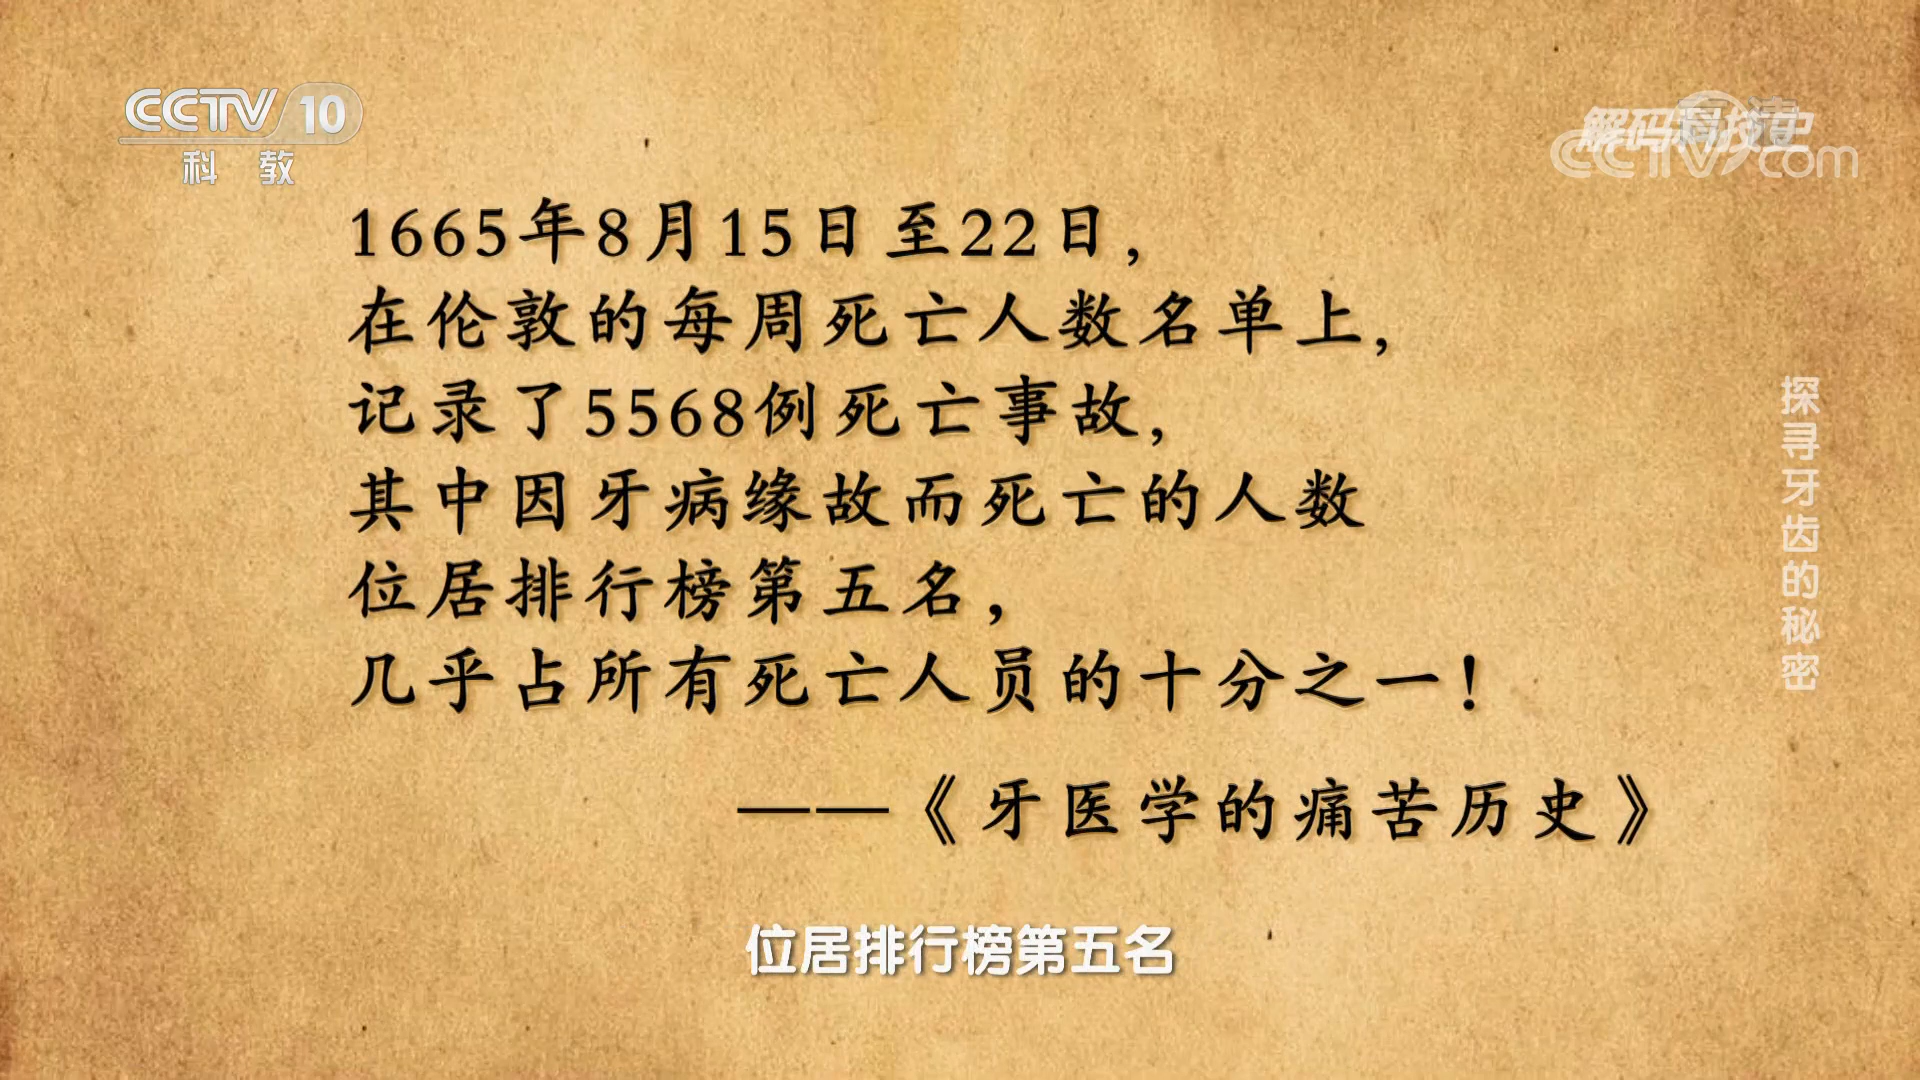 CCTV 10
科教
解码科技史
CCTV.com
1665年8月15日至22日,
在伦敦的每周死亡人数名单上,
记录了5568例死亡事故,
其中因牙病缘故而死亡的人数
位居排行榜第五名，
几乎占所有死亡人员的十分之一!
——《牙医学的痛苦历史》
探寻牙齿的秘密
位居排行榜第五名